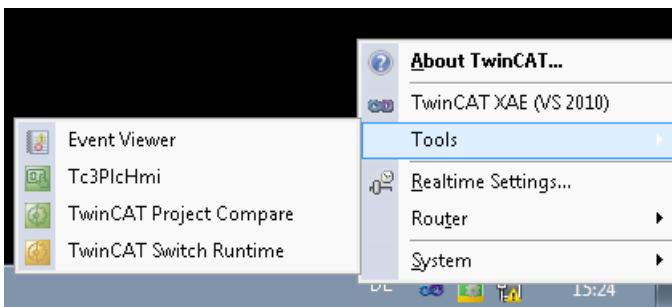 About TwinCAT...
TwinCAT XAE (VS 2010)
Tools
Realtime Settings...
Router
System
Event Viewer
Tc3PlcHmi
TwinCAT Project Compare
TwinCAT Switch Runtime
DE
15:24